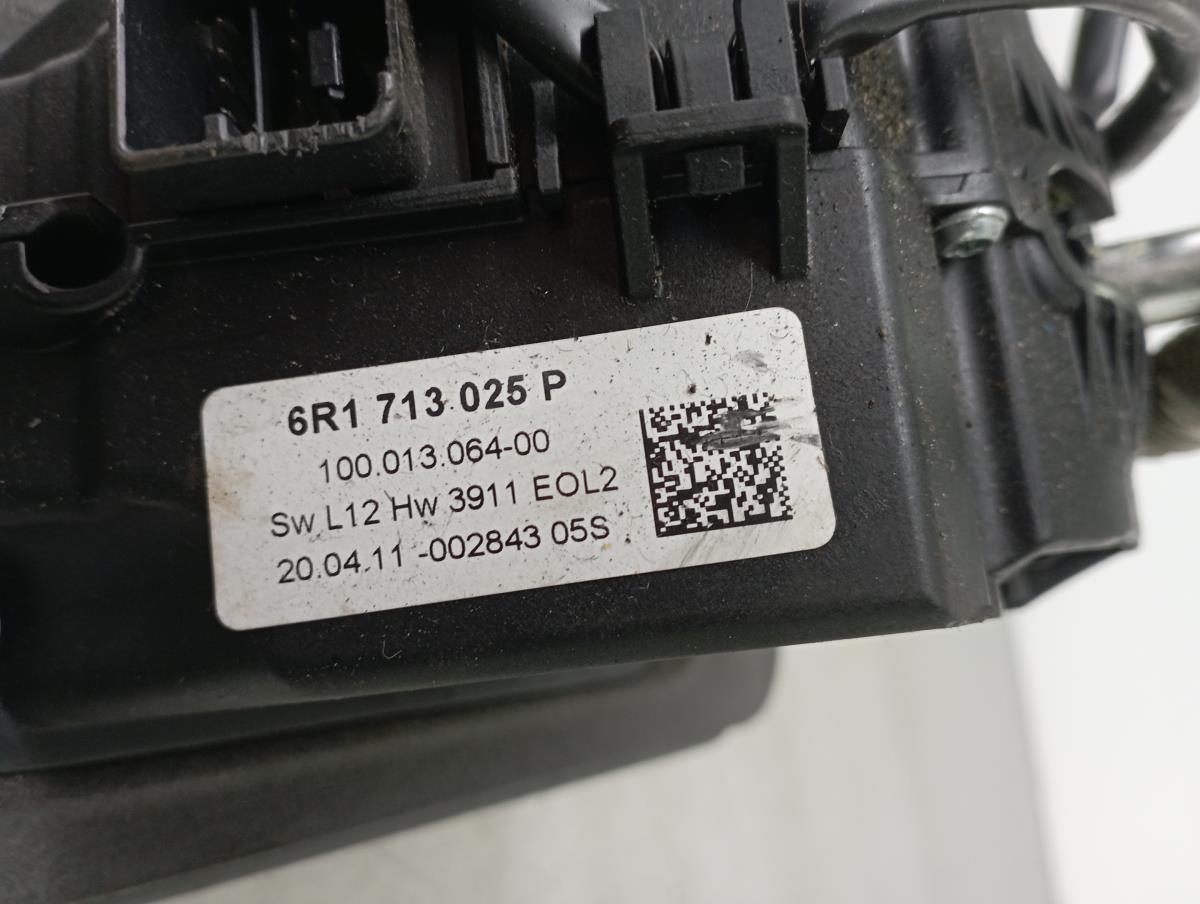 6R1 713 025 P
100.013.064-00
Sw L12 Hw 3911 EOL2
20.04.11 -002843 05S